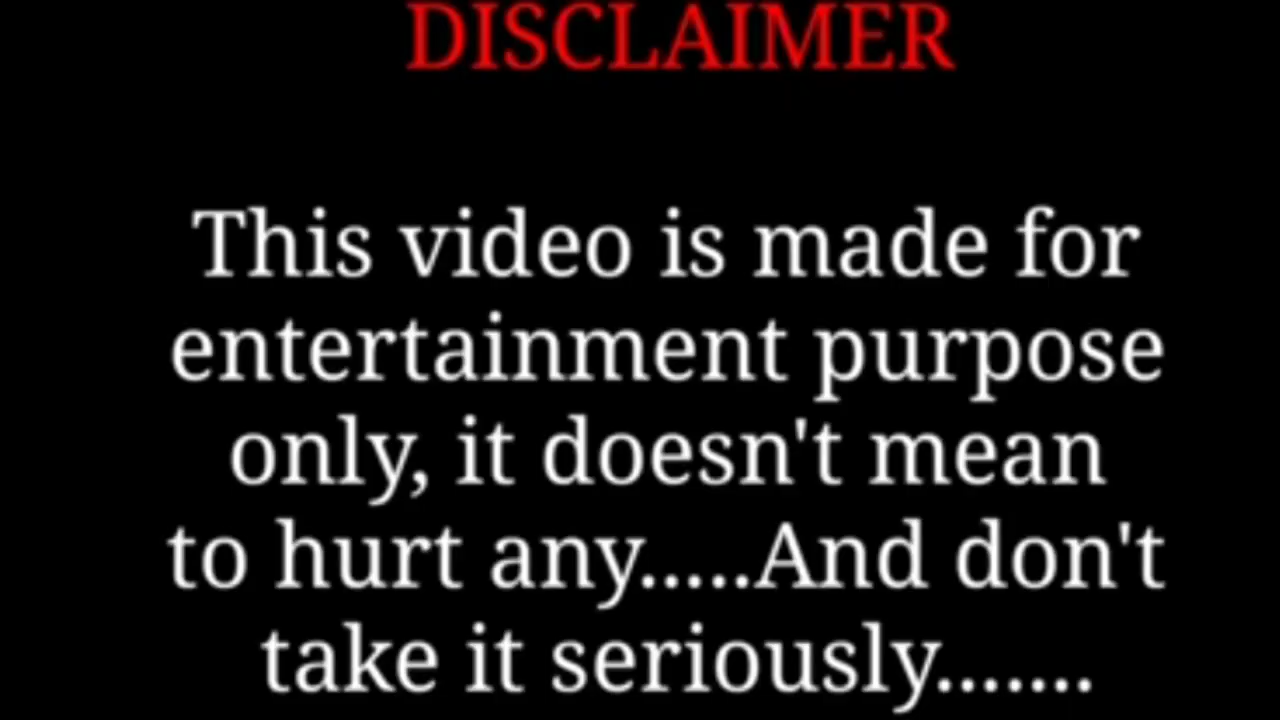 DISCLAIMER
This video is made for
entertainment purpose
only, it doesn't mean
to hurt any.....And don't
take it seriously.......